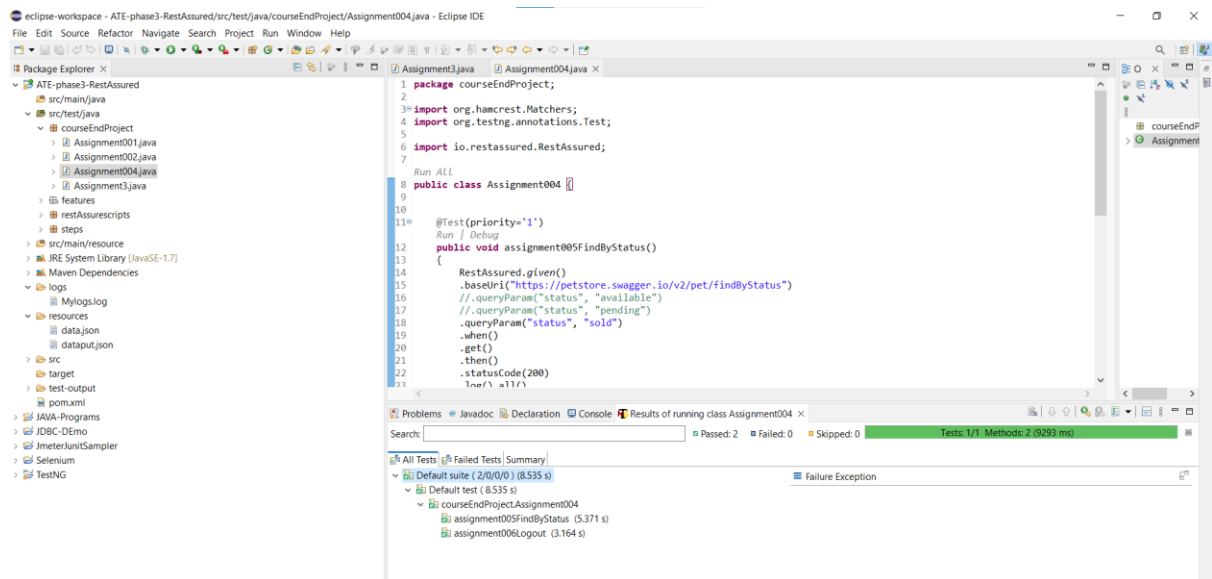 eclipse-workspace - ATE-phase3-RestAssured/src/test/java/courseEndProject/Assignment004.java - Eclipse IDE
File Edit Source Refactor Navigate Search Project Run Window Help
Package Explorer
ATE-phase3-RestAssured
src/main/java
src/test/java
courseEndProject
Assignment001.java
Assignment002.java
Assignment004.java
Assignment3.java
features
restAssurescripts
steps
src/main/resource
JRE System Library [JavaSE-1.7]
Maven Dependencies
logs
Mylogs.log
resources
data.json
dataput.json
src
target
test-output
pom.xml
JAVA-Programs
JDBC-DEmo
JmeterJunitSampler
Selenium
TestNG
Assignment3.java Assignment004.java
1 package courseEndProject;
2
3 import org.hamcrest.Matchers;
4 import org.testng.annotations.Test;
5
6 import io.restassured.RestAssured;
7
Run All
8 public class Assignment004 {
9
10
11 @Test(priority='1')
Run | Debug
12 public void assignment005FindByStatus()
13 {
14 RestAssured.given()
15 .baseUri("https://petstore.swagger.io/v2/pet/findByStatus")
16 //.queryParam("status", "available")
17 //.queryParam("status", "pending")
18 .queryParam("status", "sold")
19 .when()
20 .get()
21 .then()
22 .statusCode(200)
23 .log() .all()
O
courseEndP
Assignment
Problems Javadoc Declaration Console Results of running class Assignment004
Search: Passed: 2 Failed: 0 Skipped: 0 Tests: 1/1 Methods: 2 (9293 ms)
All Tests Failed Tests Summary
Default suite ( 2/0/0/0 ) (8.535 s)
Default test ( 8.535 s)
courseEndProject.Assignment004
assignment005FindByStatus (5.371 s)
assignment006Logout (3.164 s)
Failure Exception